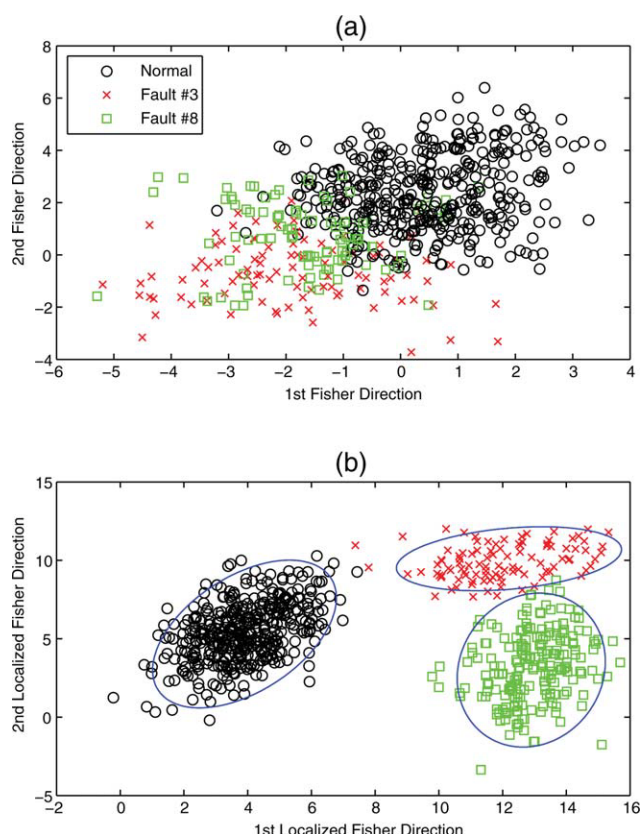 (a)
8
6
4
2
0
−2
−4
2nd Fisher Direction
Normal
Fault #3
Fault #8
−6 −5 −4 −3 −2 −1 0 1 2 3 4
1st Fisher Direction
(b)
15
10
5
0
−5
2nd Localized Fisher Direction
−2 0 2 4 6 8 10 12 14 16
1st Localized Fisher Direction